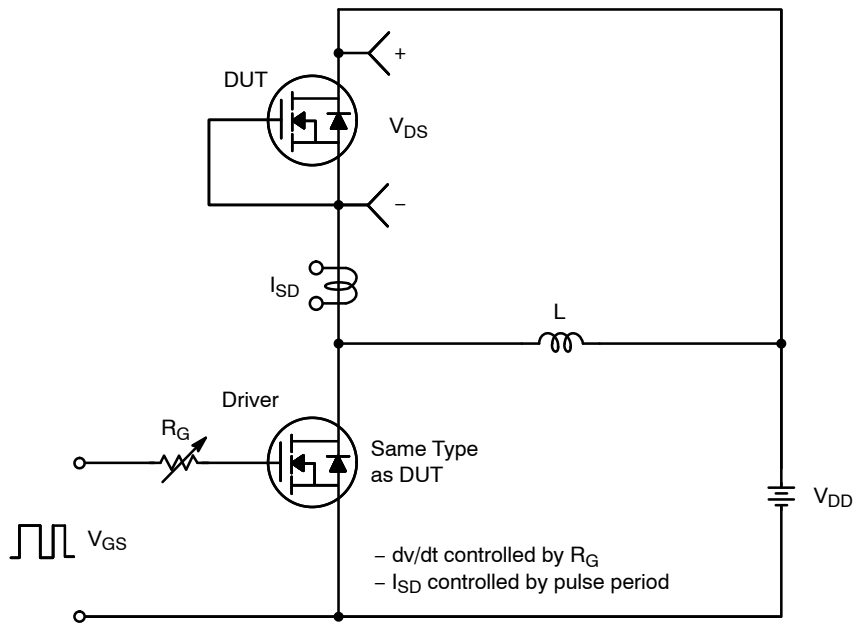 +
DUT
V_DS
–
I_SD
L
Driver
R_G
Same Type
as DUT
V_DD
V_GS
– dv/dt controlled by R_G
– I_SD controlled by pulse period